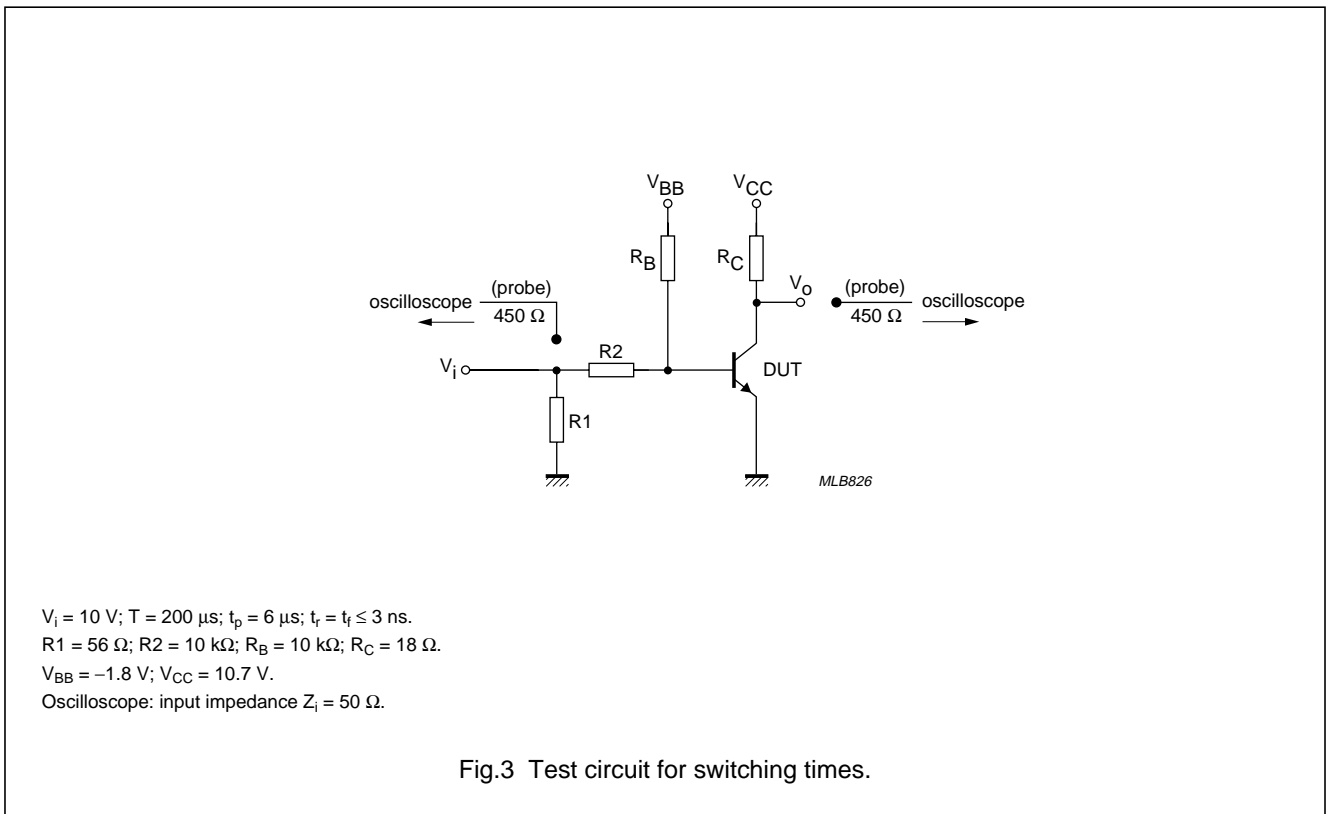 V_BB V_CC
R_B R_C
V_o
oscilloscope (probe) 450 Ω
(probe) 450 Ω oscilloscope
R2
V_i
DUT
R1
MLB826
V_i = 10 V; T = 200 μs; t_p = 6 μs; t_r = t_f ≤ 3 ns.
R1 = 56 Ω; R2 = 10 kΩ; R_B = 10 kΩ; R_C = 18 Ω.
V_BB = −1.8 V; V_CC = 10.7 V.
Oscilloscope: input impedance Z_i = 50 Ω.
Fig.3 Test circuit for switching times.